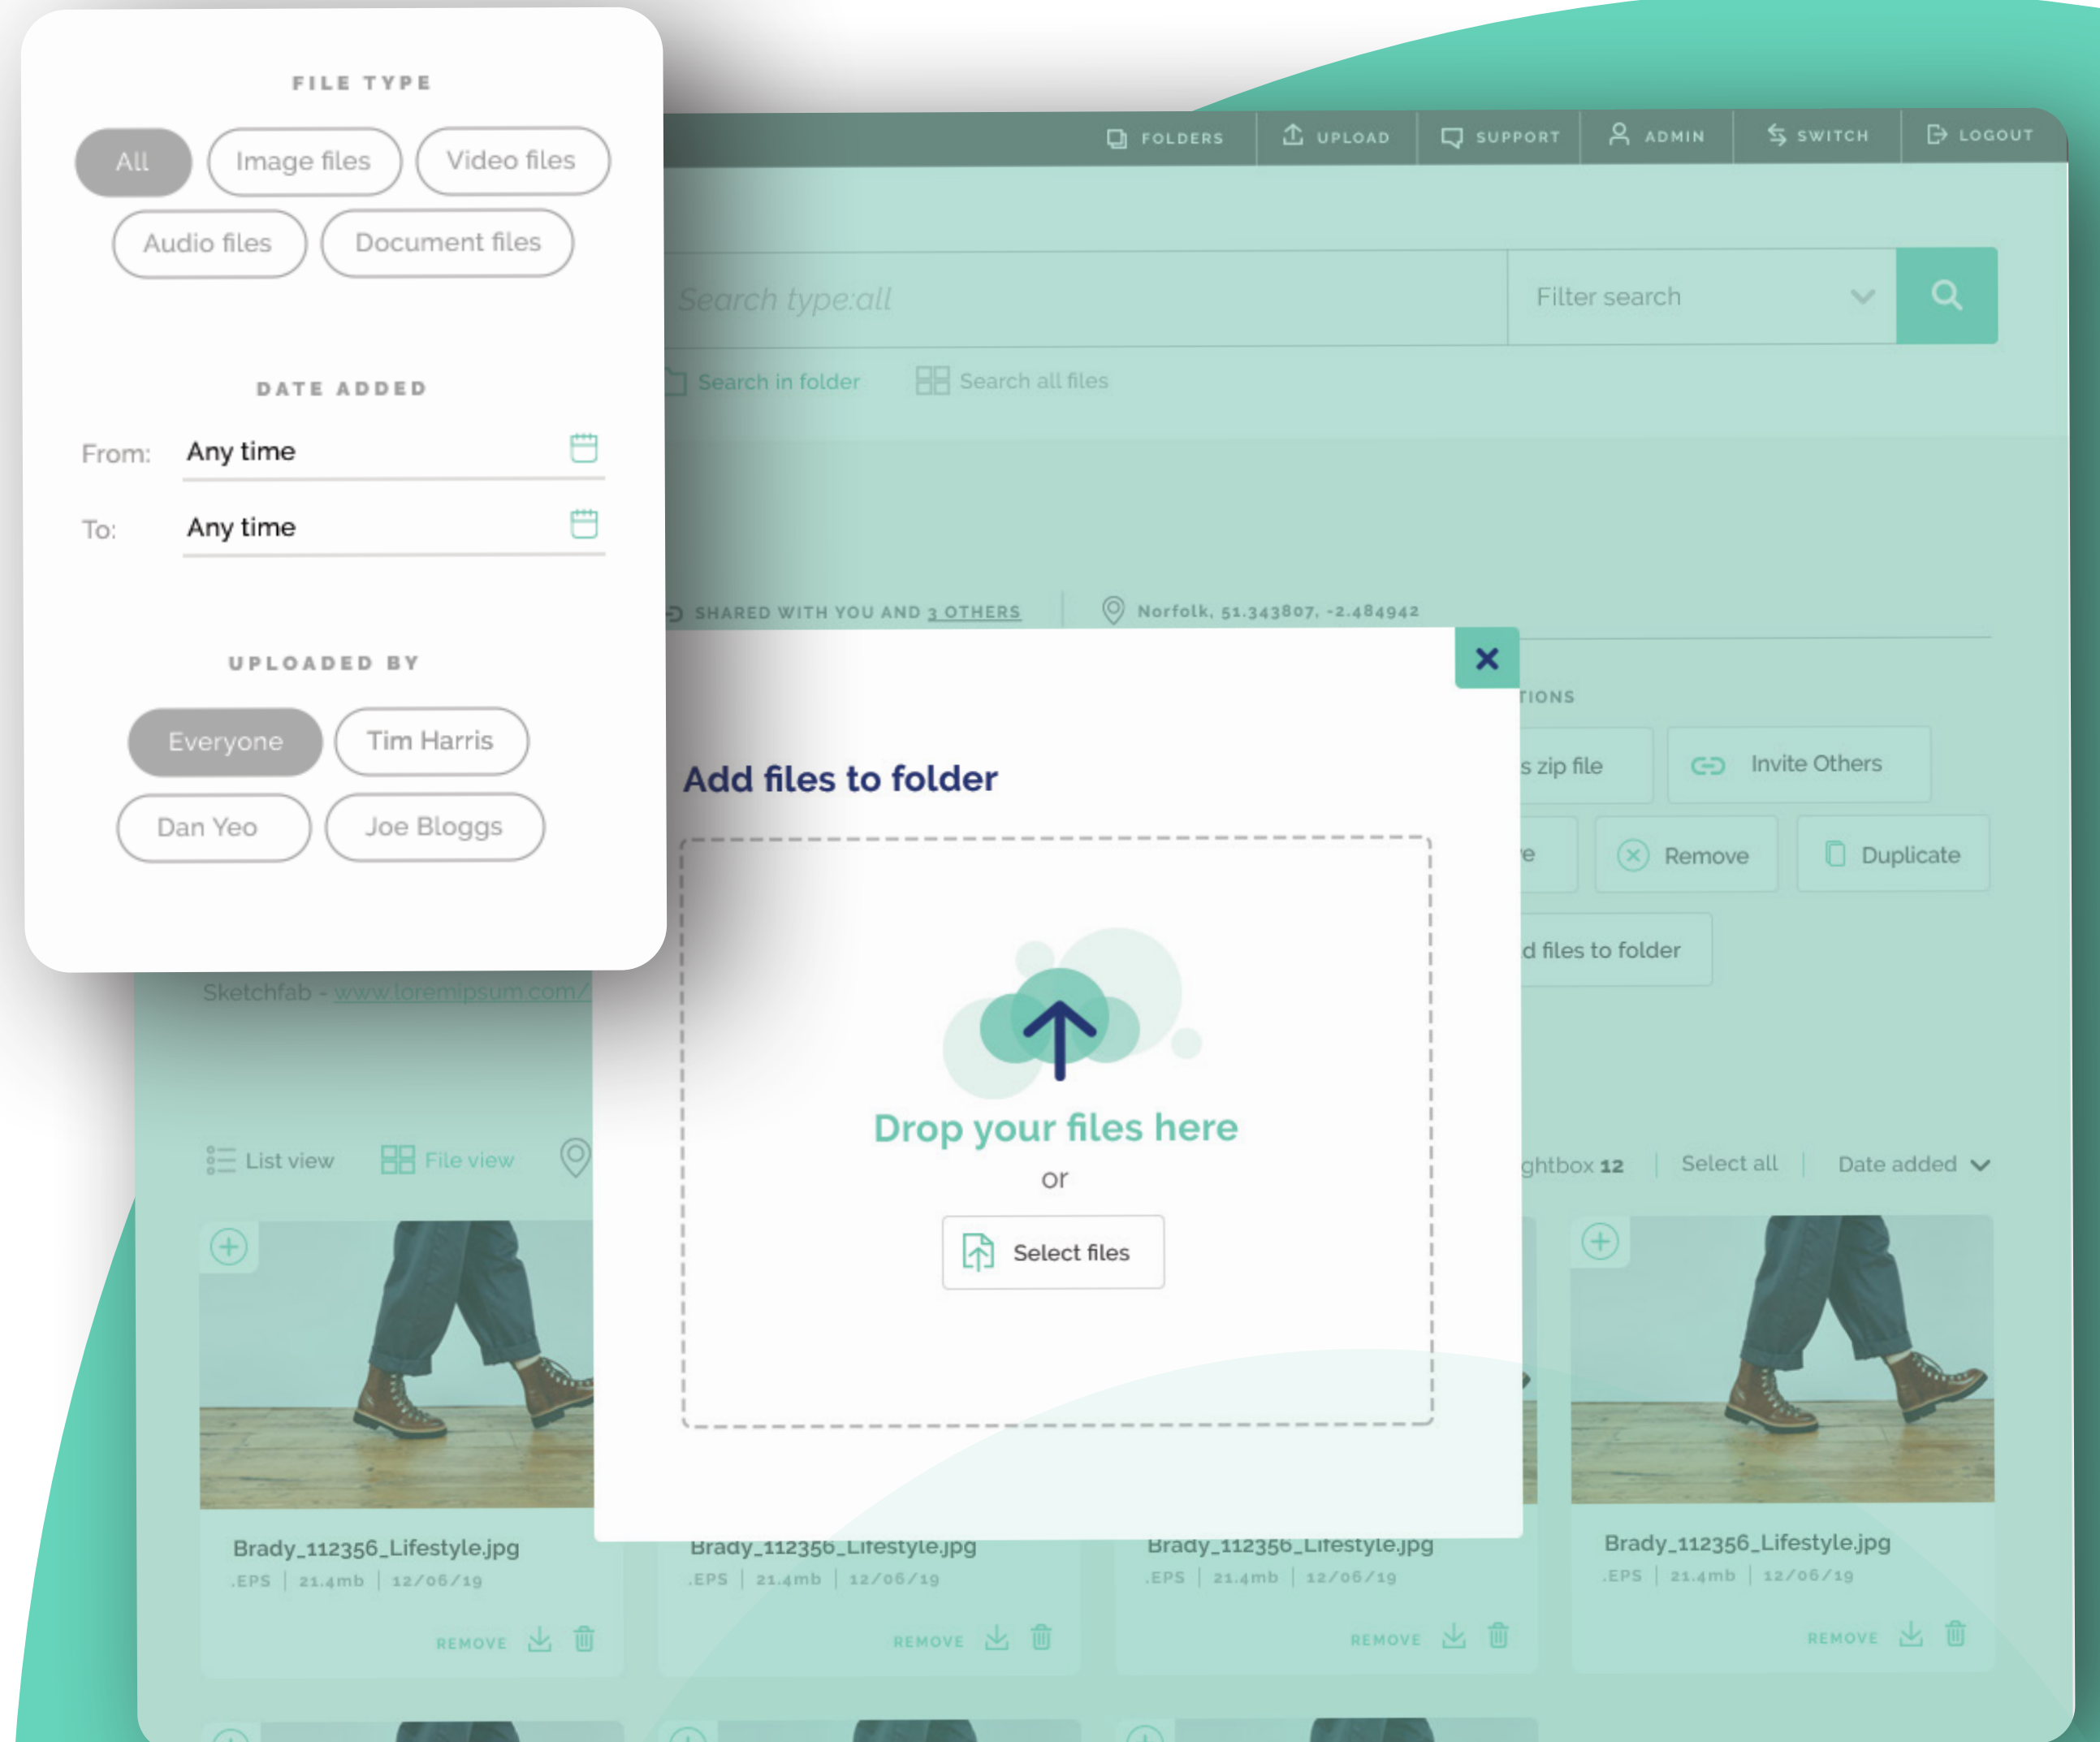 FILE TYPE
All
Image files
Video files
Audio files
Document files
DATE ADDED
From: Any time
To: Any time
UPLOADED BY
Everyone
Tim Harris
Dan Yeo
Joe Bloggs
FOLDERS
UPLOAD
SUPPORT
ADMIN
SWITCH
LOGOUT
Search type:all
Filter search
Search in folder
Search all files
SHARED WITH YOU AND 3 OTHERS
Norfolk, 51.343807, -2.484942
zip file
Invite Others
Remove
Duplicate
files to folder
Sketchfab - www.loremipsum.com/
Add files to folder
Drop your files here
or
Select files
List view
File view
12
Select all
Date added
Brady_112356_Lifestyle.jpg
.EPS | 21.4mb | 12/06/19
REMOVE
Brady_112356_Lifestyle.jpg
.EPS | 21.4mb | 12/06/19
REMOVE
Brady_112356_Lifestyle.jpg
.EPS | 21.4mb | 12/06/19
REMOVE
Brady_112356_Lifestyle.jpg
.EPS | 21.4mb | 12/06/19
REMOVE